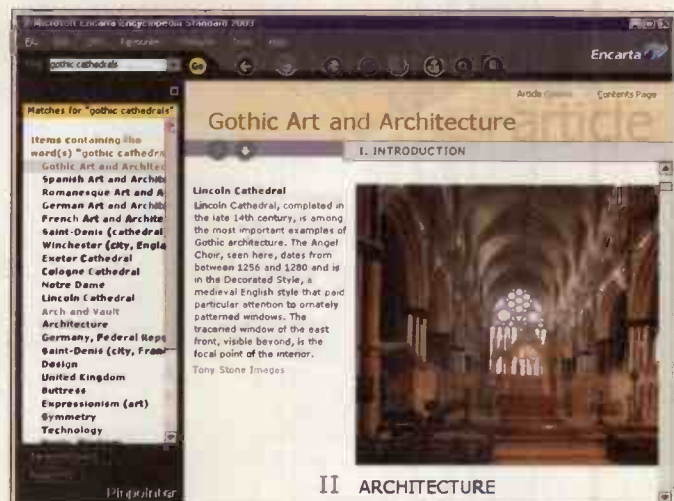 Microsoft Encarta Encyclopedia Standard 2003
Favourites
Help
gothic cathedrals
Go
Encarta
Article
Contents Page
Matches for "gothic cathedrals"
Gothic Art and Architecture
article
I. INTRODUCTION
Items containing the
word(s) "gothic cathedra
Gothic Art and Architec
Spanish Art and Archite
Romanesque Art and A
German Art and Archite
French Art and Archite
Saint-Denis (cathedral
Winchester (city, Engla
Exeter Cathedral
Cologne Cathedral
Notre Dame
Lincoln Cathedral
Arch and Vault
Architecture
Germany, Federal Repu
Saint-Denis (city, Fran
Design
United Kingdom
Buttress
Expressionism (art)
Symmetry
Technology
Pinpointer
Lincoln Cathedral
Lincoln Cathedral, completed in
the late 14th century, is among
the most important examples of
Gothic architecture. The Angel
Choir, seen here, dates from
between 1256 and 1280 and is
in the Decorated Style, a
medieval English style that paid
particular attention to ornately
patterned windows. The
traceried window of the east
front, visible beyond, is the
focal point of the interior.
Tony Stone Images
II ARCHITECTURE